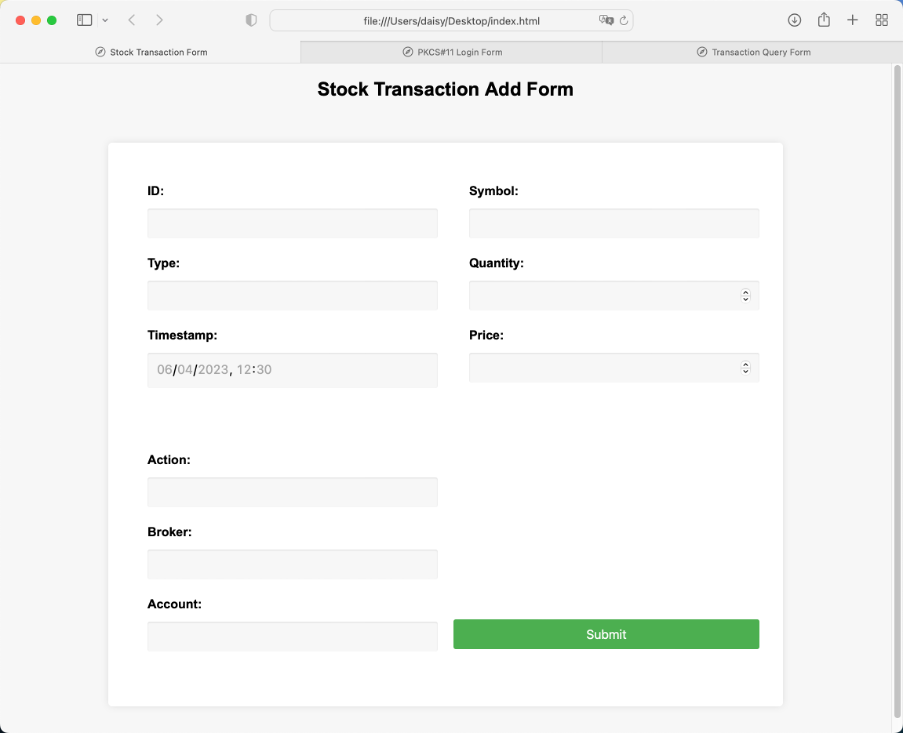 file:///Users/daisy/Desktop/index.html
Stock Transaction Form
PKCS#11 Login Form
Transaction Query Form
Stock Transaction Add Form
ID:
Symbol:
Type:
Quantity:
Timestamp:
Price:
06/04/2023, 12:30
Action:
Broker:
Account:
Submit